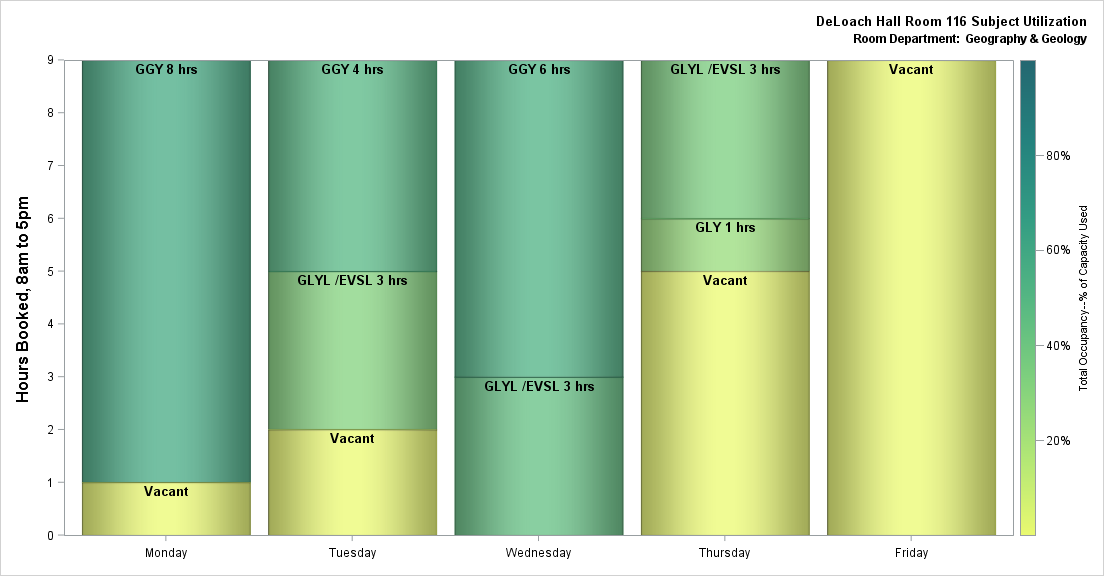 DeLoach Hall Room 116 Subject Utilization
Room Department: Geography & Geology
Hours Booked, 8am to 5pm
9
8
7
6
5
4
3
2
1
0
GGY 8 hrs
Vacant
GGY 4 hrs
GLYL /EVSL 3 hrs
Vacant
GGY 6 hrs
GLYL /EVSL 3 hrs
GLYL /EVSL 3 hrs
GLY 1 hrs
Vacant
Vacant
Monday
Tuesday
Wednesday
Thursday
Friday
80%
60%
40%
20%
Total Occupancy--% of Capacity Used